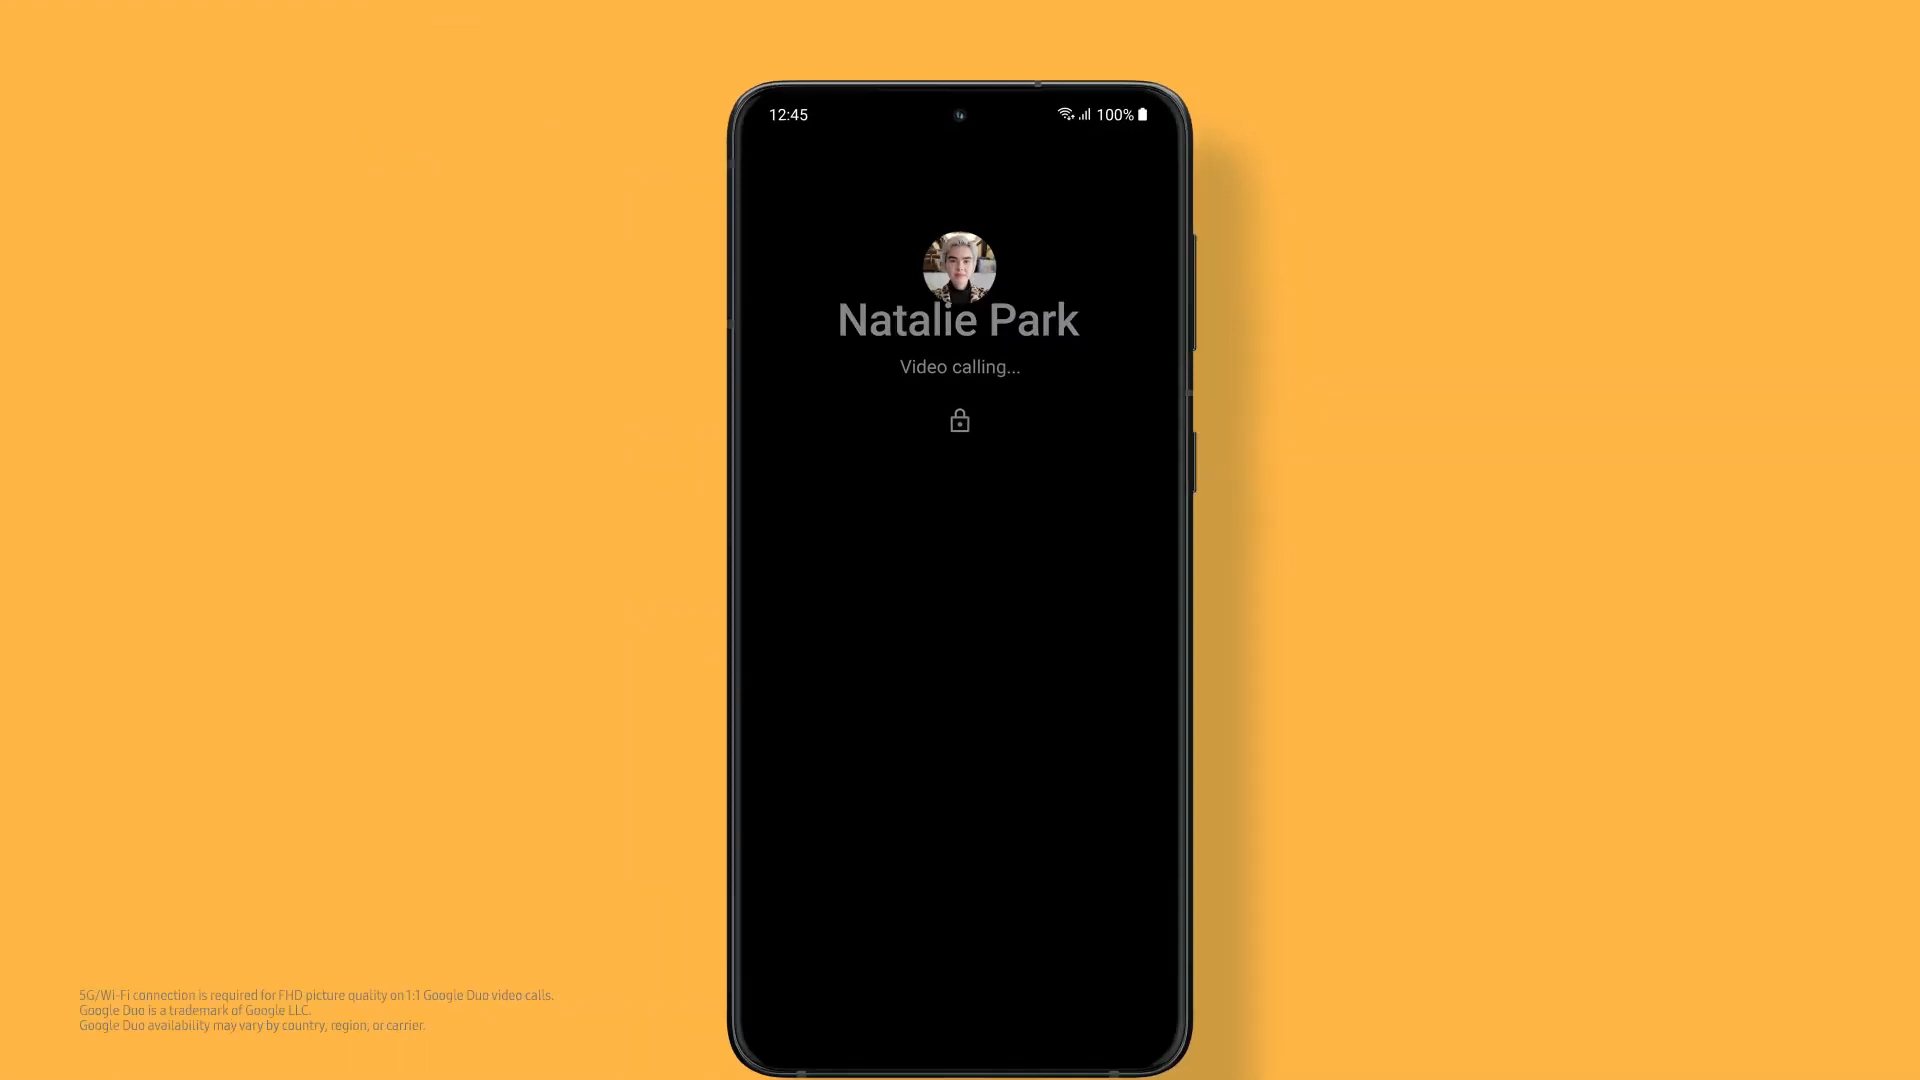 12:45
100%
Natalie Park
Video calling...
5G/Wi-Fi connection is required for FHD picture quality on 1:1 Google Duo video calls.
Google Duo is a trademark of Google LLC.
Google Duo availability may vary by country, region, or carrier.